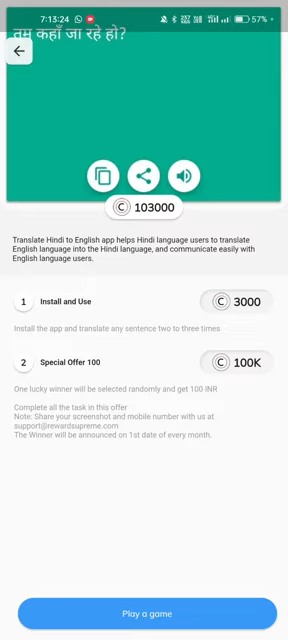 7:13:24
57%
तुम कहाँ जा रहे हो?
C 103000
Translate Hindi to English app helps Hindi language users to translate
English language into the Hindi language, and communicate easily with
English language users.
1 Install and Use C 3000
Install the app and translate any sentence two to three times
2 Special Offer 100 C 100K
One lucky winner will be selected randomly and get 100 INR
Complete all the task in this offer
Note: Share your screenshot and mobile number with us at
support@rewardsupreme.com
The Winner will be announced on 1st date of every month.
Play a game